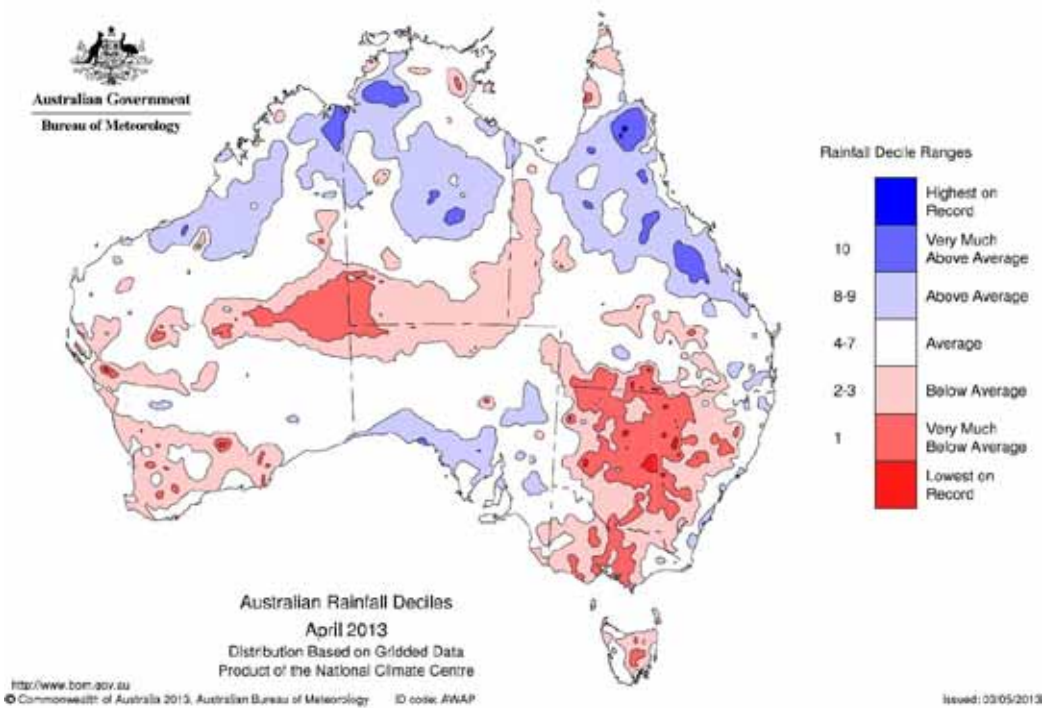 Australian Government
Bureau of Meteorology
Rainfall Decile Ranges
Highest on
Record
10
Very Much
Above Average
8-9
Above Average
4-7
Average
2-3
Below Average
1
Very Much
Below Average
Lowest on
Record
Australian Rainfall Deciles
April 2013
Distribution Based on Gridded Data
Product of the National Climate Centre
http://www.bom.gov.au
© Commonwealth of Australia 2013, Australian Bureau of Meteorology
ID code: AWAP
Issued: 03/05/2013